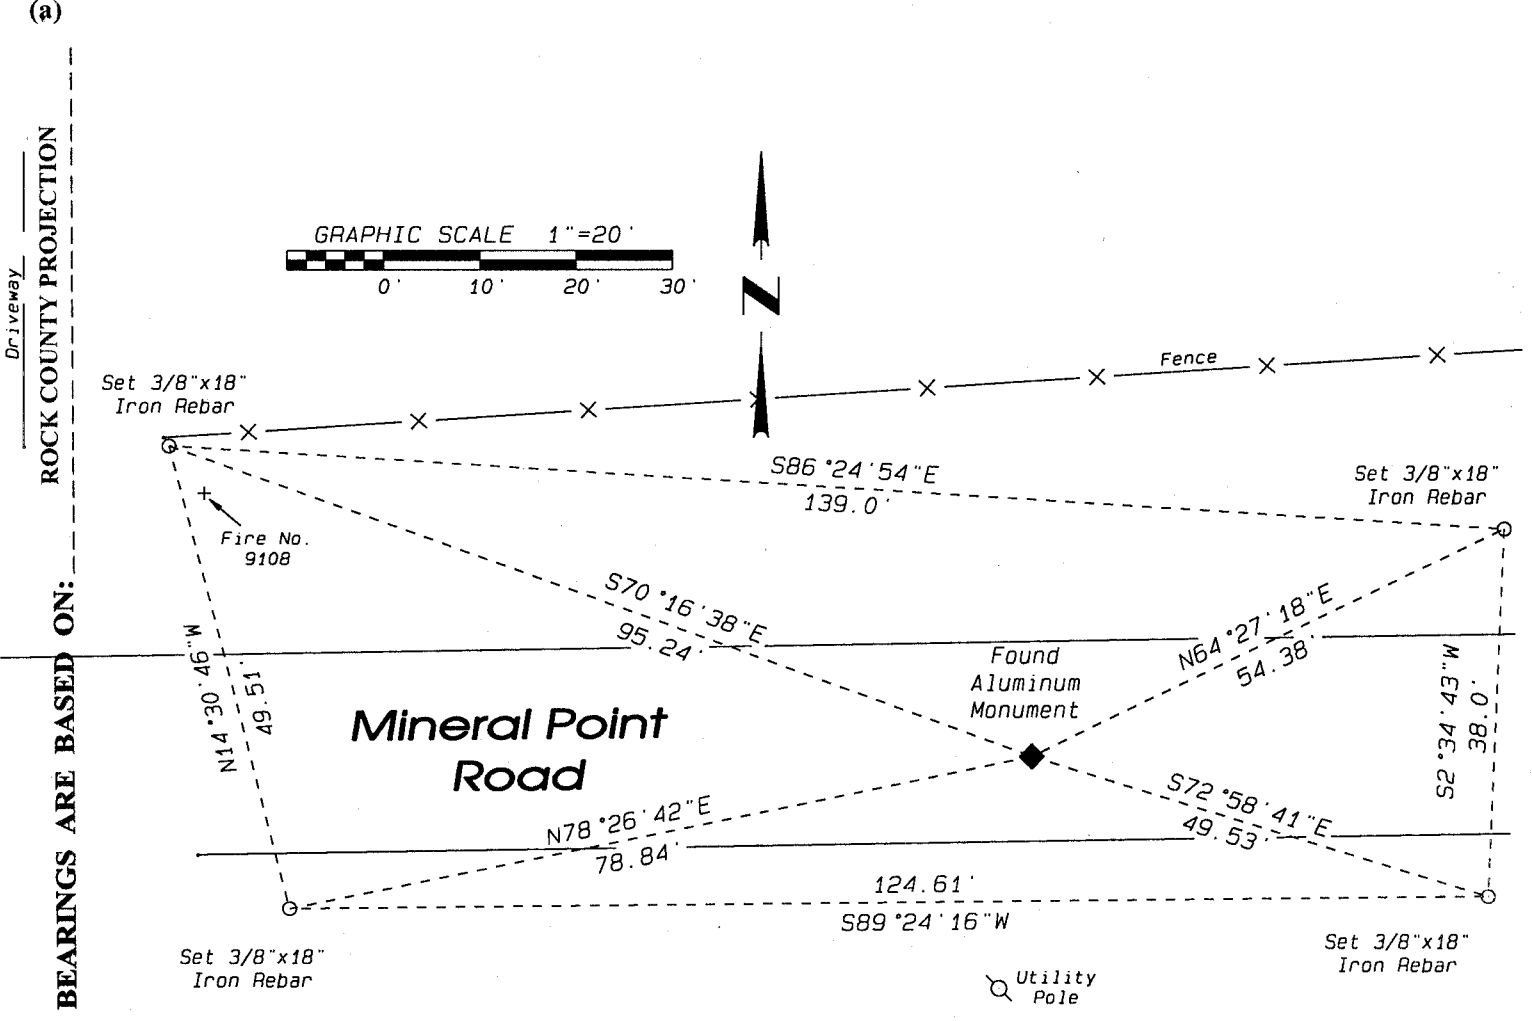 (a)
BEARINGS ARE BASED ON:
ROCK COUNTY PROJECTION
Driveway
GRAPHIC SCALE 1"=20'
0' 10' 20' 30'
N
Fence
Set 3/8"x18"
Iron Rebar
Fire No.
9108
S86°24'54"E
139.0'
Set 3/8"x18"
Iron Rebar
S70°16'38"E
95.24'
N64°27'18"E
54.38'
N14°30'46"W
49.51'
Found
Aluminum
Monument
S2°34'43"W
38.0'
Mineral Point
Road
N78°26'42"E
78.84'
S72°58'41"E
49.53'
124.61'
S89°24'16"W
Set 3/8"x18"
Iron Rebar
Set 3/8"x18"
Iron Rebar
Utility
Pole